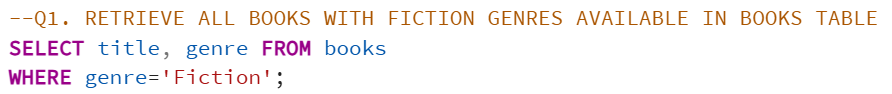 --Q1. RETRIEVE ALL BOOKS WITH FICTION GENRES AVAILABLE IN BOOKS TABLE
SELECT title, genre FROM books
WHERE genre='Fiction';